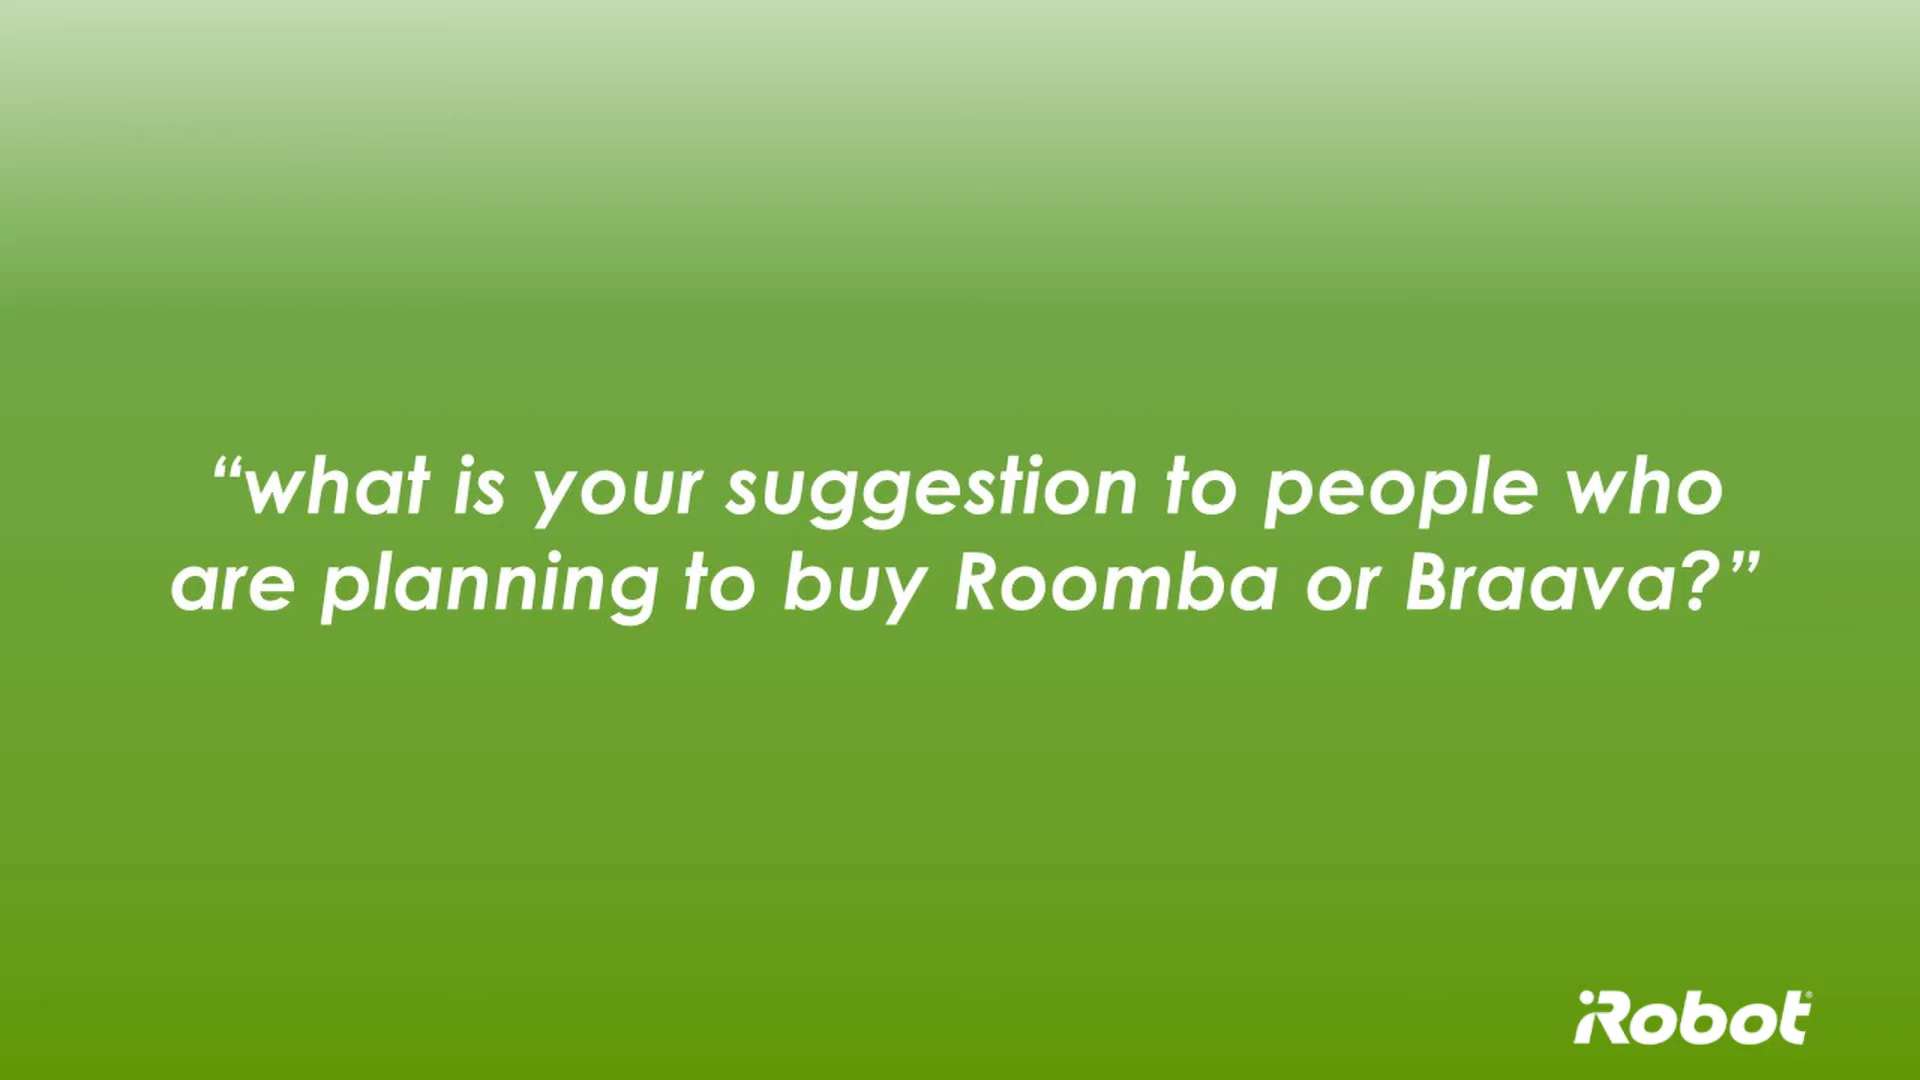 “what is your suggestion to people who
are planning to buy Roomba or Braava?”
iRobot®